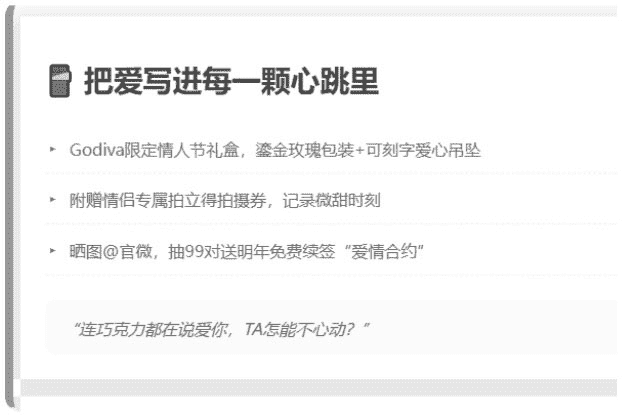 把爱写进每一颗心跳里
Godiva限定情人节礼盒，鎏金玫瑰包装+可刻字爱心吊坠
附赠情侣专属拍立得拍摄券，记录微甜时刻
晒图@官微，抽99对送明年免费续签“爱情合约”
“连巧克力都在说爱你，TA怎能不心动？”